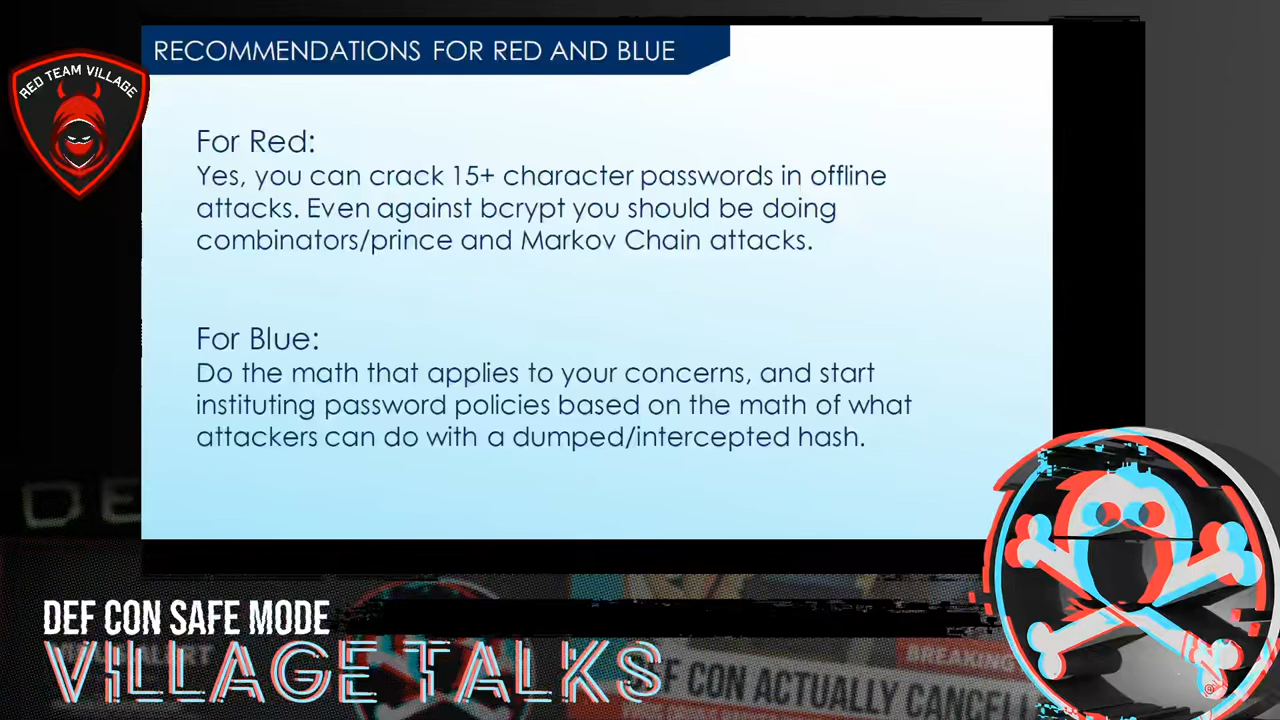 RED TEAM VILLAGE
RECOMMENDATIONS FOR RED AND BLUE
For Red:
Yes, you can crack 15+ character passwords in offline
attacks. Even against bcrypt you should be doing
combinators/prince and Markov Chain attacks.
For Blue:
Do the math that applies to your concerns, and start
instituting password policies based on the math of what
attackers can do with a dumped/intercepted hash.
DE
DEF CON SAFE MODE
VILLAGE TALKS
BREAKING
DEF CON ACTUALLY CANCELL